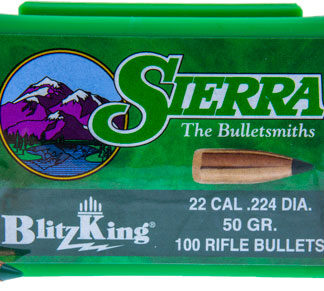 SIERRA
The Bulletsmiths
BlitzKing®
22 CAL .224 DIA.
50 GR.
100 RIFLE BULLETS